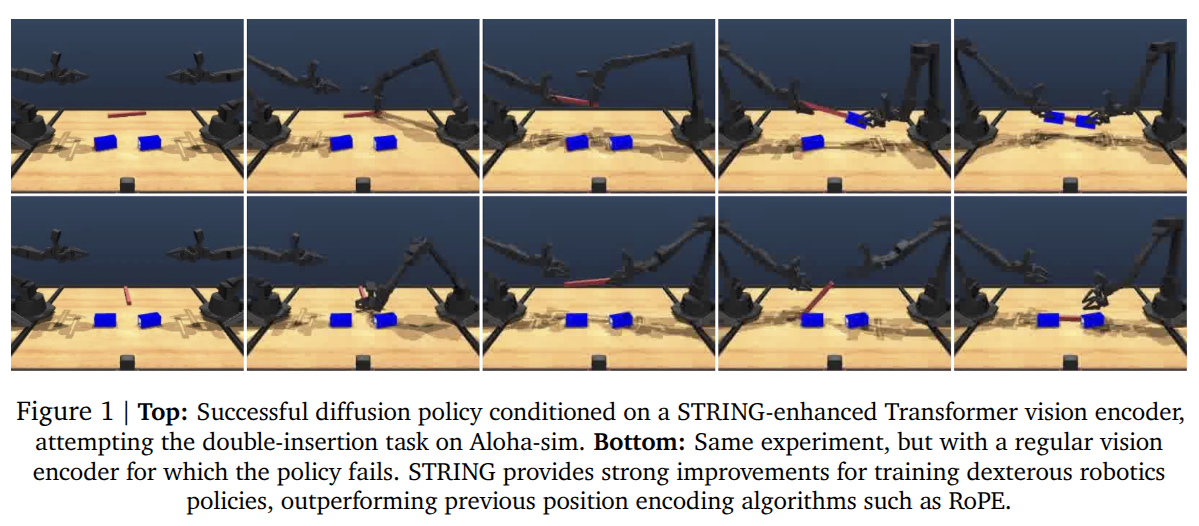 Figure 1 | Top: Successful diffusion policy conditioned on a STRING-enhanced Transformer vision encoder,
attempting the double-insertion task on Aloha-sim. Bottom: Same experiment, but with a regular vision
encoder for which the policy fails. STRING provides strong improvements for training dexterous robotics
policies, outperforming previous position encoding algorithms such as RoPE.